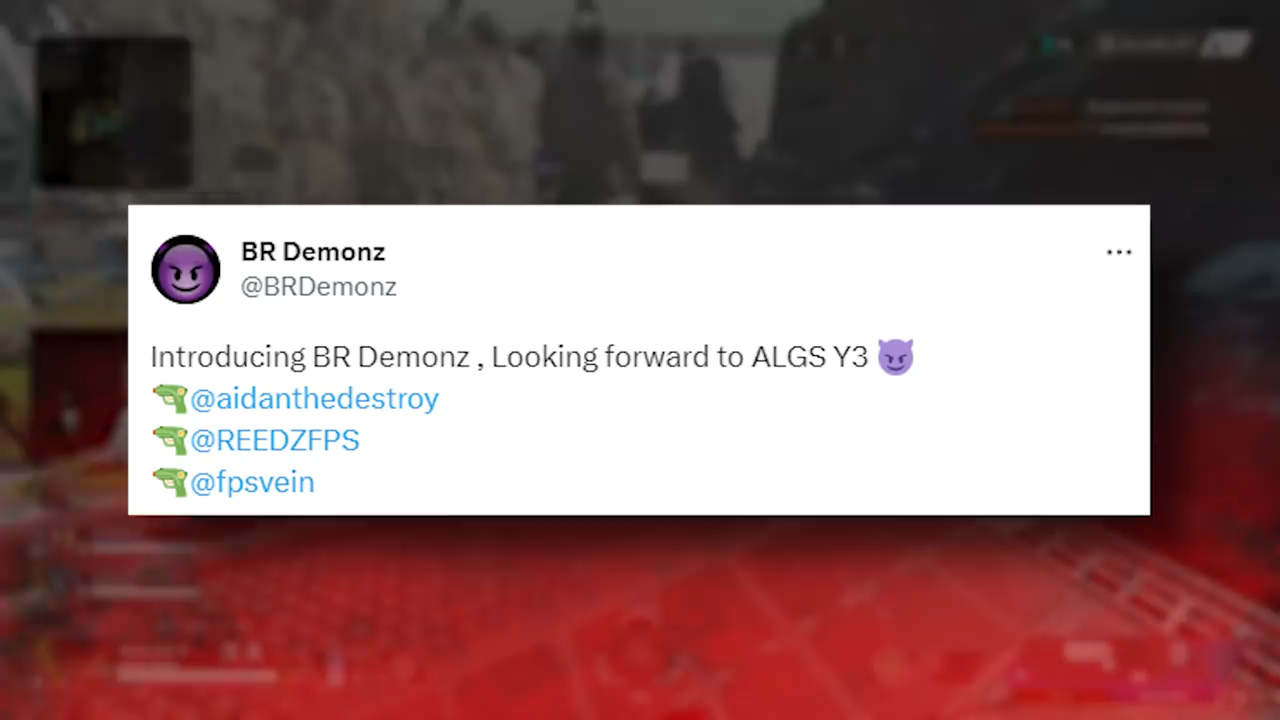 BR Demonz
@BRDemonz
Introducing BR Demonz , Looking forward to ALGS Y3 😈
🔫@aidanthedestroy
🔫@REEDZFPS
🔫@fpsvein